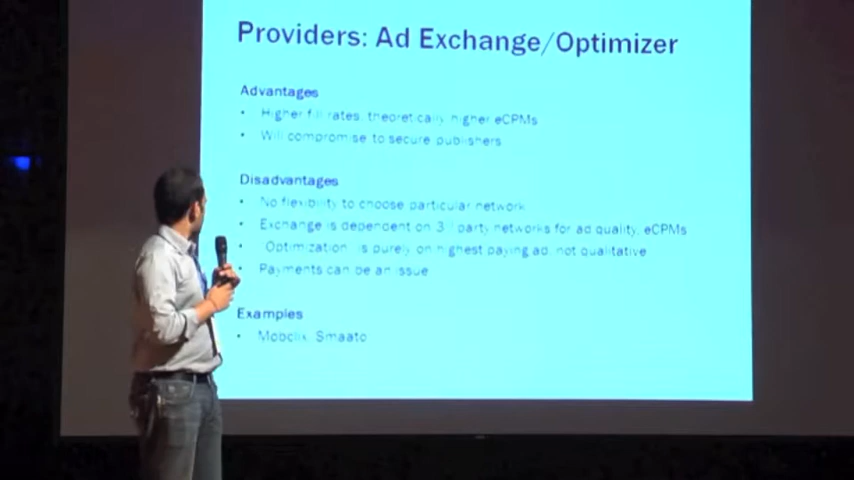 Providers: Ad Exchange/Optimizer
Advantages
• Higher fill rates, theoretically higher eCPMs
• Will compromise to secure publishers
Disadvantages
• No flexibility to choose particular network
• Exchange is dependent on 3rd party networks for ad quality, eCPMs
• "Optimization" is purely on highest paying ad, not qualitative
• Payments can be an issue
Examples
• Mobclix, Smaato